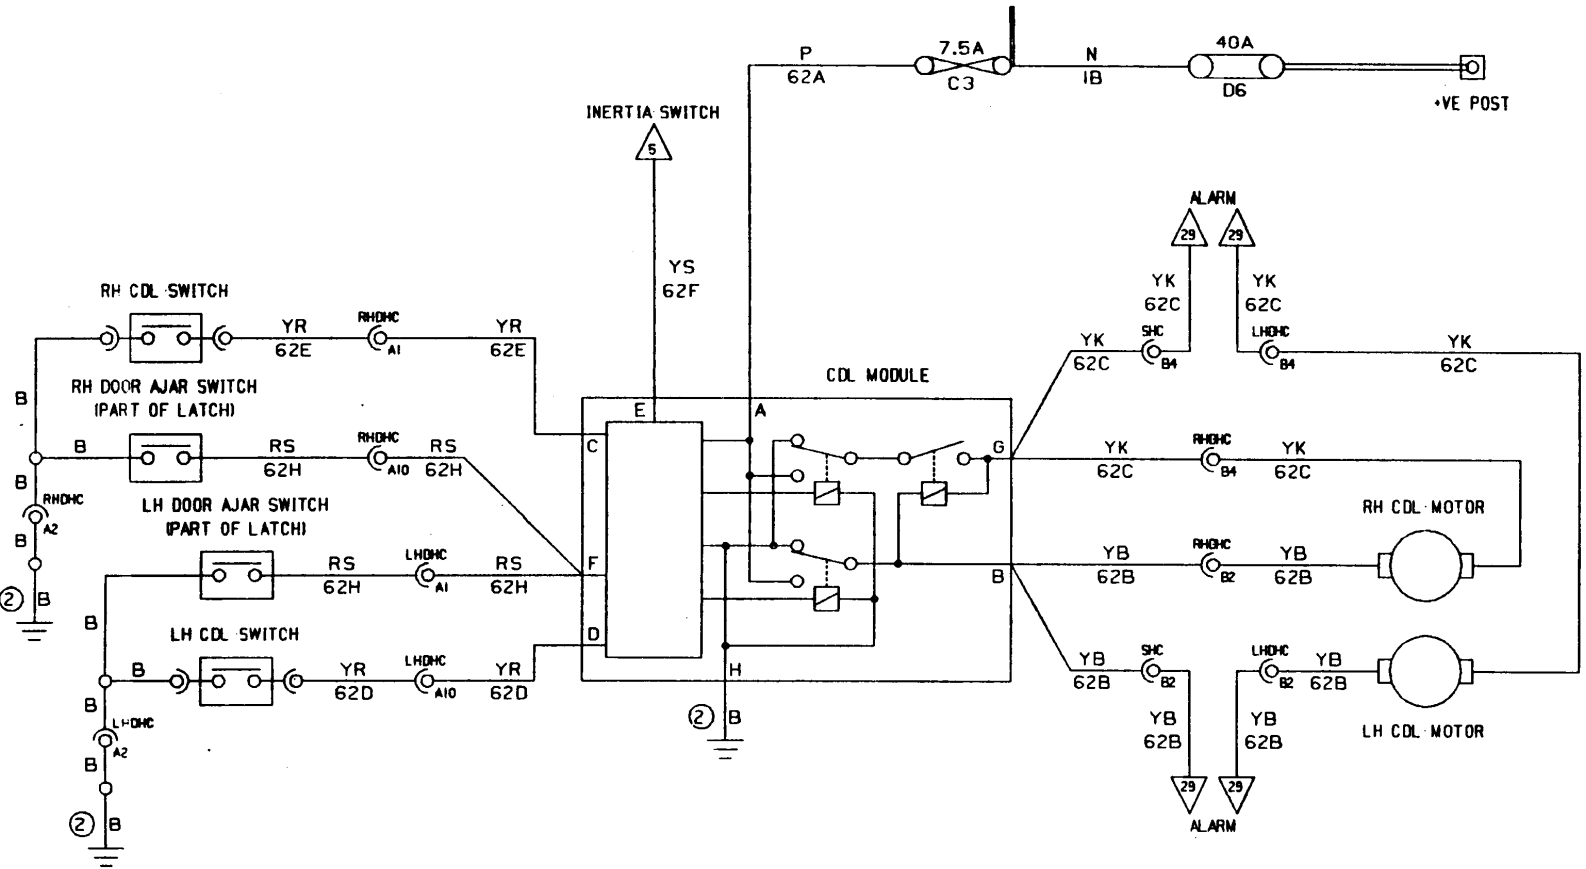 7.5A
40A
P
N
62A
C3
1B
D6
+VE POST
INERTIA SWITCH
5
ALARM
29
29
YS
62F
YK
62C
YK
62C
RH CDL SWITCH
YR
62E
RHDHC
A1
YR
62E
SHC
B4
LHDHC
B4
YK
62C
YK
62C
RH DOOR AJAR SWITCH
(PART OF LATCH)
CDL MODULE
B
B
RS
62H
RHDHC
A10
RS
62H
E
A
C
G
YK
62C
RHDHC
B4
YK
62C
B
RHDHC
A2
B
LH DOOR AJAR SWITCH
(PART OF LATCH)
RH CDL MOTOR
RS
62H
LHDHC
A1
RS
62H
F
B
YB
62B
RHDHC
B2
YB
62B
2
B
B
LH CDL SWITCH
D
B
YR
62D
LHDHC
A10
YR
62D
H
YB
62B
SHC
B2
LHDHC
B2
YB
62B
B
LHDHC
A2
B
2
B
YB
62B
YB
62B
LH CDL MOTOR
29
29
ALARM
2
B